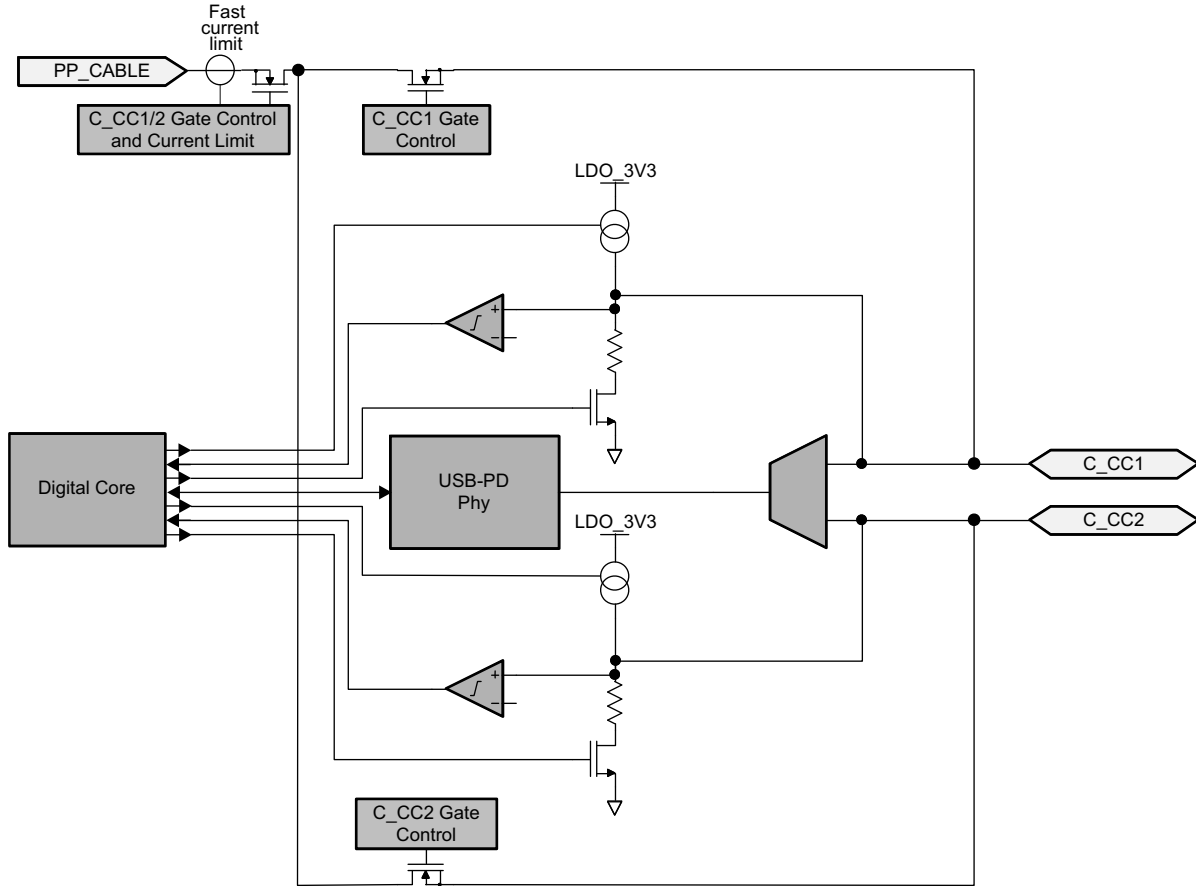 Fast
current
limit
PP_CABLE
C_CC1/2 Gate Control
and Current Limit
C_CC1 Gate
Control
LDO_3V3
+
−
Digital Core
USB-PD
Phy
C_CC1
C_CC2
LDO_3V3
+
−
C_CC2 Gate
Control